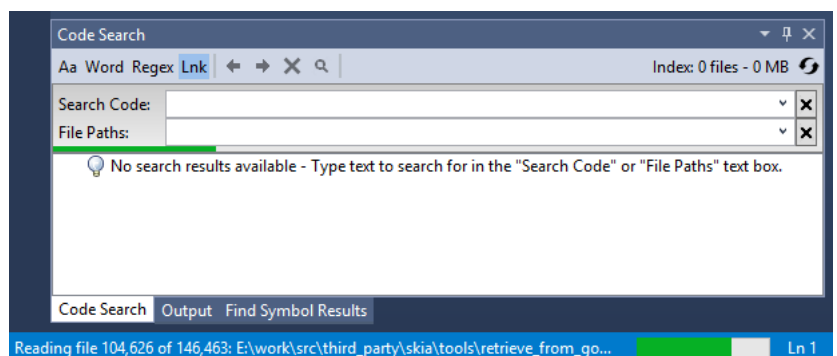 Code Search
Aa Word Regex Lnk Index: 0 files - 0 MB
Search Code:
File Paths:
No search results available - Type text to search for in the "Search Code" or "File Paths" text box.
Code Search Output Find Symbol Results
Reading file 104,626 of 146,463: E:\work\src\third_party\skia\tools\retrieve_from_go... Ln 1